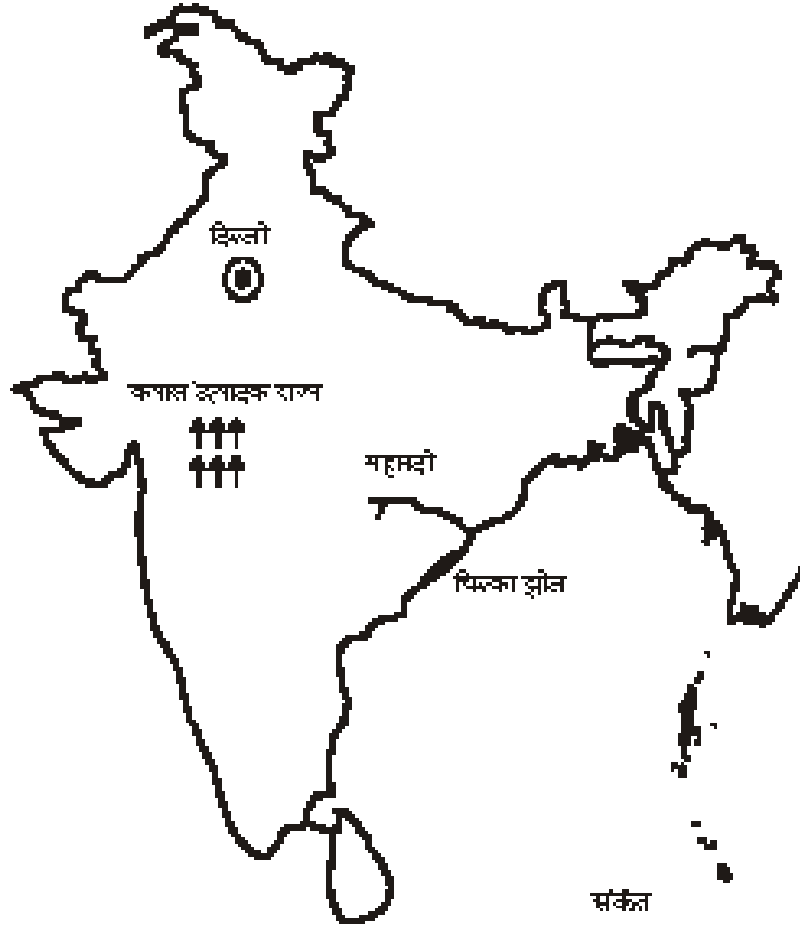 दिल्ली
कपास उत्पादक राज्य
महानदी
चिल्का झील
संकेत